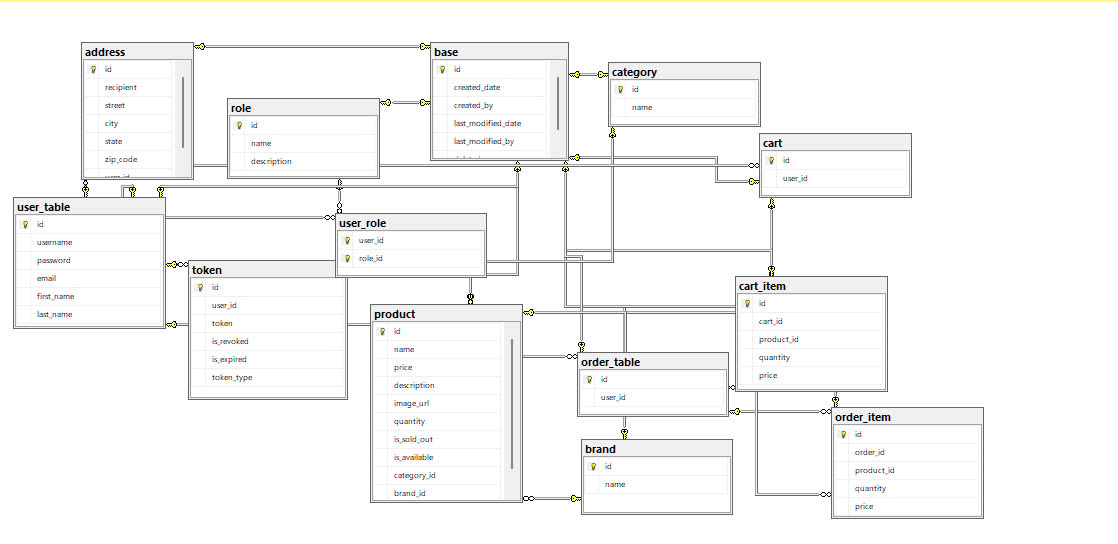 address
id
recipient
street
city
state
zip_code
user_id
base
id
created_date
created_by
last_modified_date
last_modified_by
category
id
name
role
id
name
description
cart
id
user_id
user_table
id
username
password
email
first_name
last_name
user_role
user_id
role_id
token
id
user_id
token
is_revoked
is_expired
token_type
product
id
name
price
description
image_url
quantity
is_sold_out
is_available
category_id
brand_id
cart_item
id
cart_id
product_id
quantity
price
order_table
id
user_id
brand
id
name
order_item
id
order_id
product_id
quantity
price